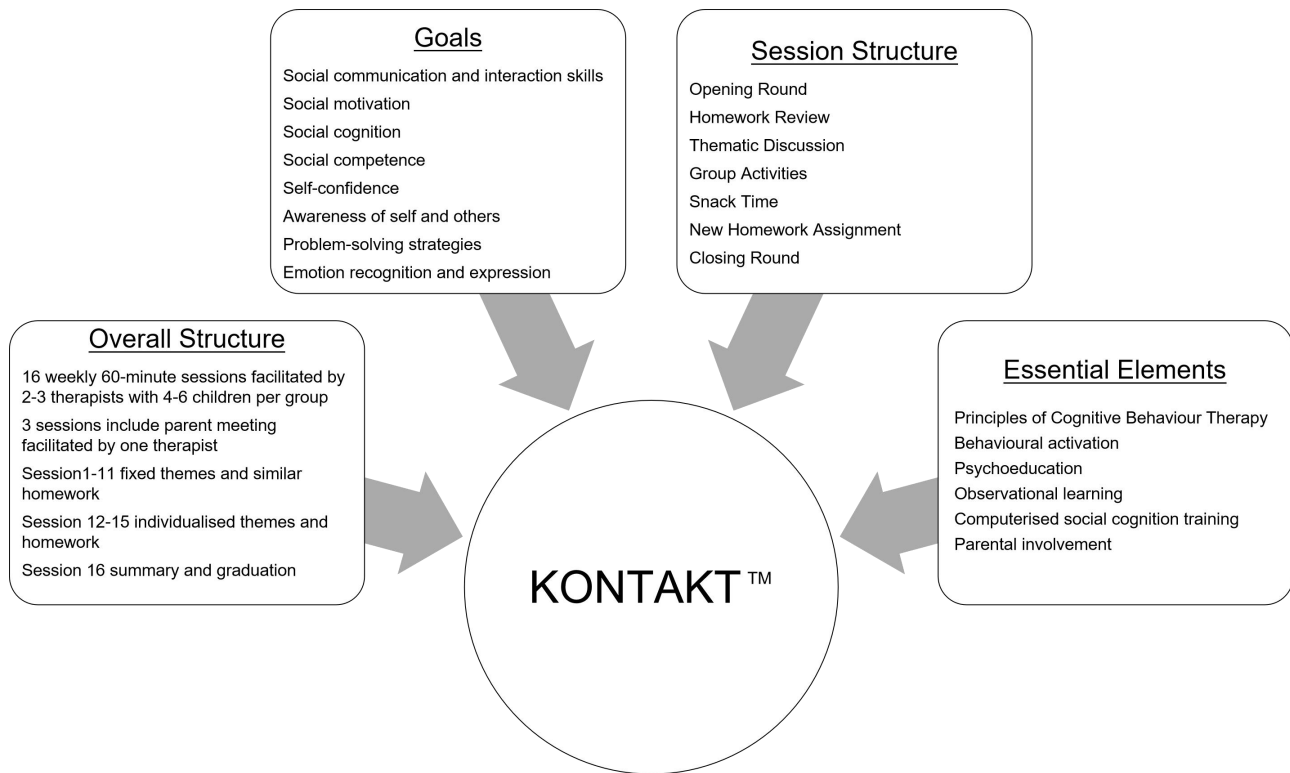 Goals
Social communication and interaction skills
Social motivation
Social cognition
Social competence
Self-confidence
Awareness of self and others
Problem-solving strategies
Emotion recognition and expression
Session Structure
Opening Round
Homework Review
Thematic Discussion
Group Activities
Snack Time
New Homework Assignment
Closing Round
Overall Structure
16 weekly 60-minute sessions facilitated by
2-3 therapists with 4-6 children per group
3 sessions include parent meeting
facilitated by one therapist
Session1-11 fixed themes and similar
homework
Session 12-15 individualised themes and
homework
Session 16 summary and graduation
Essential Elements
Principles of Cognitive Behaviour Therapy
Behavioural activation
Psychoeducation
Observational learning
Computerised social cognition training
Parental involvement
KONTAKT™